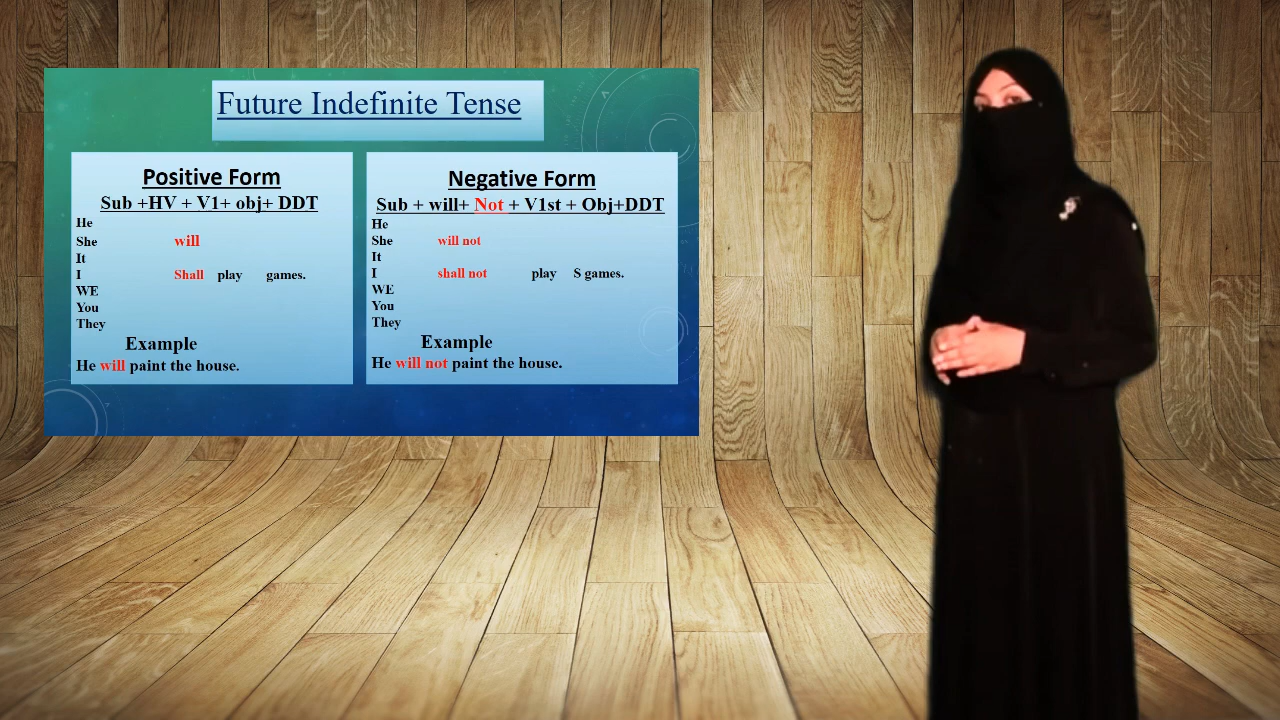 Future Indefinite Tense
Positive Form
Sub +HV + V1+ obj+ DDT
He
She will
It
I Shall play games.
WE
You
They
Example
He will paint the house.
Negative Form
Sub + will+ Not + V1st + Obj+DDT
He
She will not
It
I shall not play S games.
WE
You
They
Example
He will not paint the house.